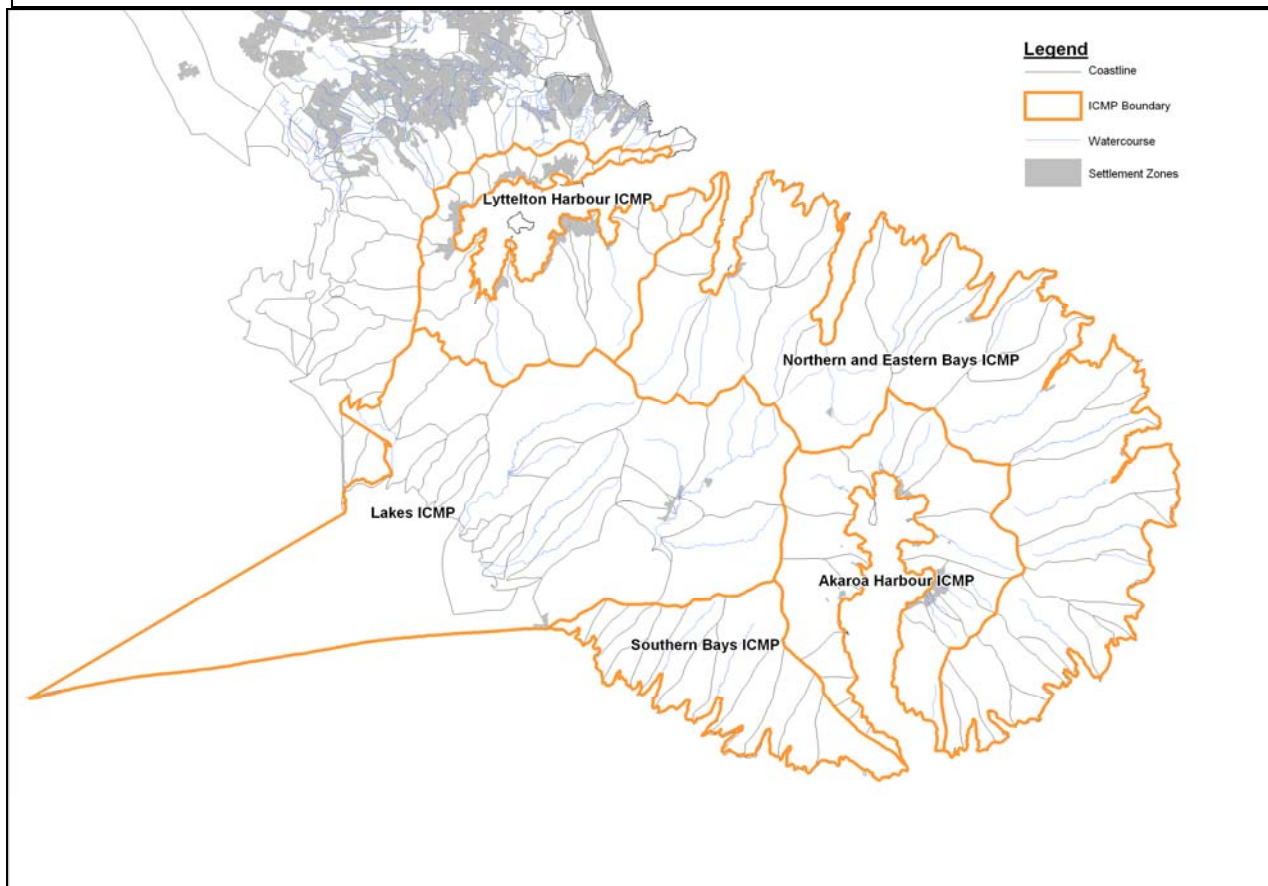 Legend
Coastline
ICMP Boundary
Watercourse
Settlement Zones
Lyttelton Harbour ICMP
Northern and Eastern Bays ICMP
Lakes ICMP
Akaroa Harbour ICMP
Southern Bays ICMP